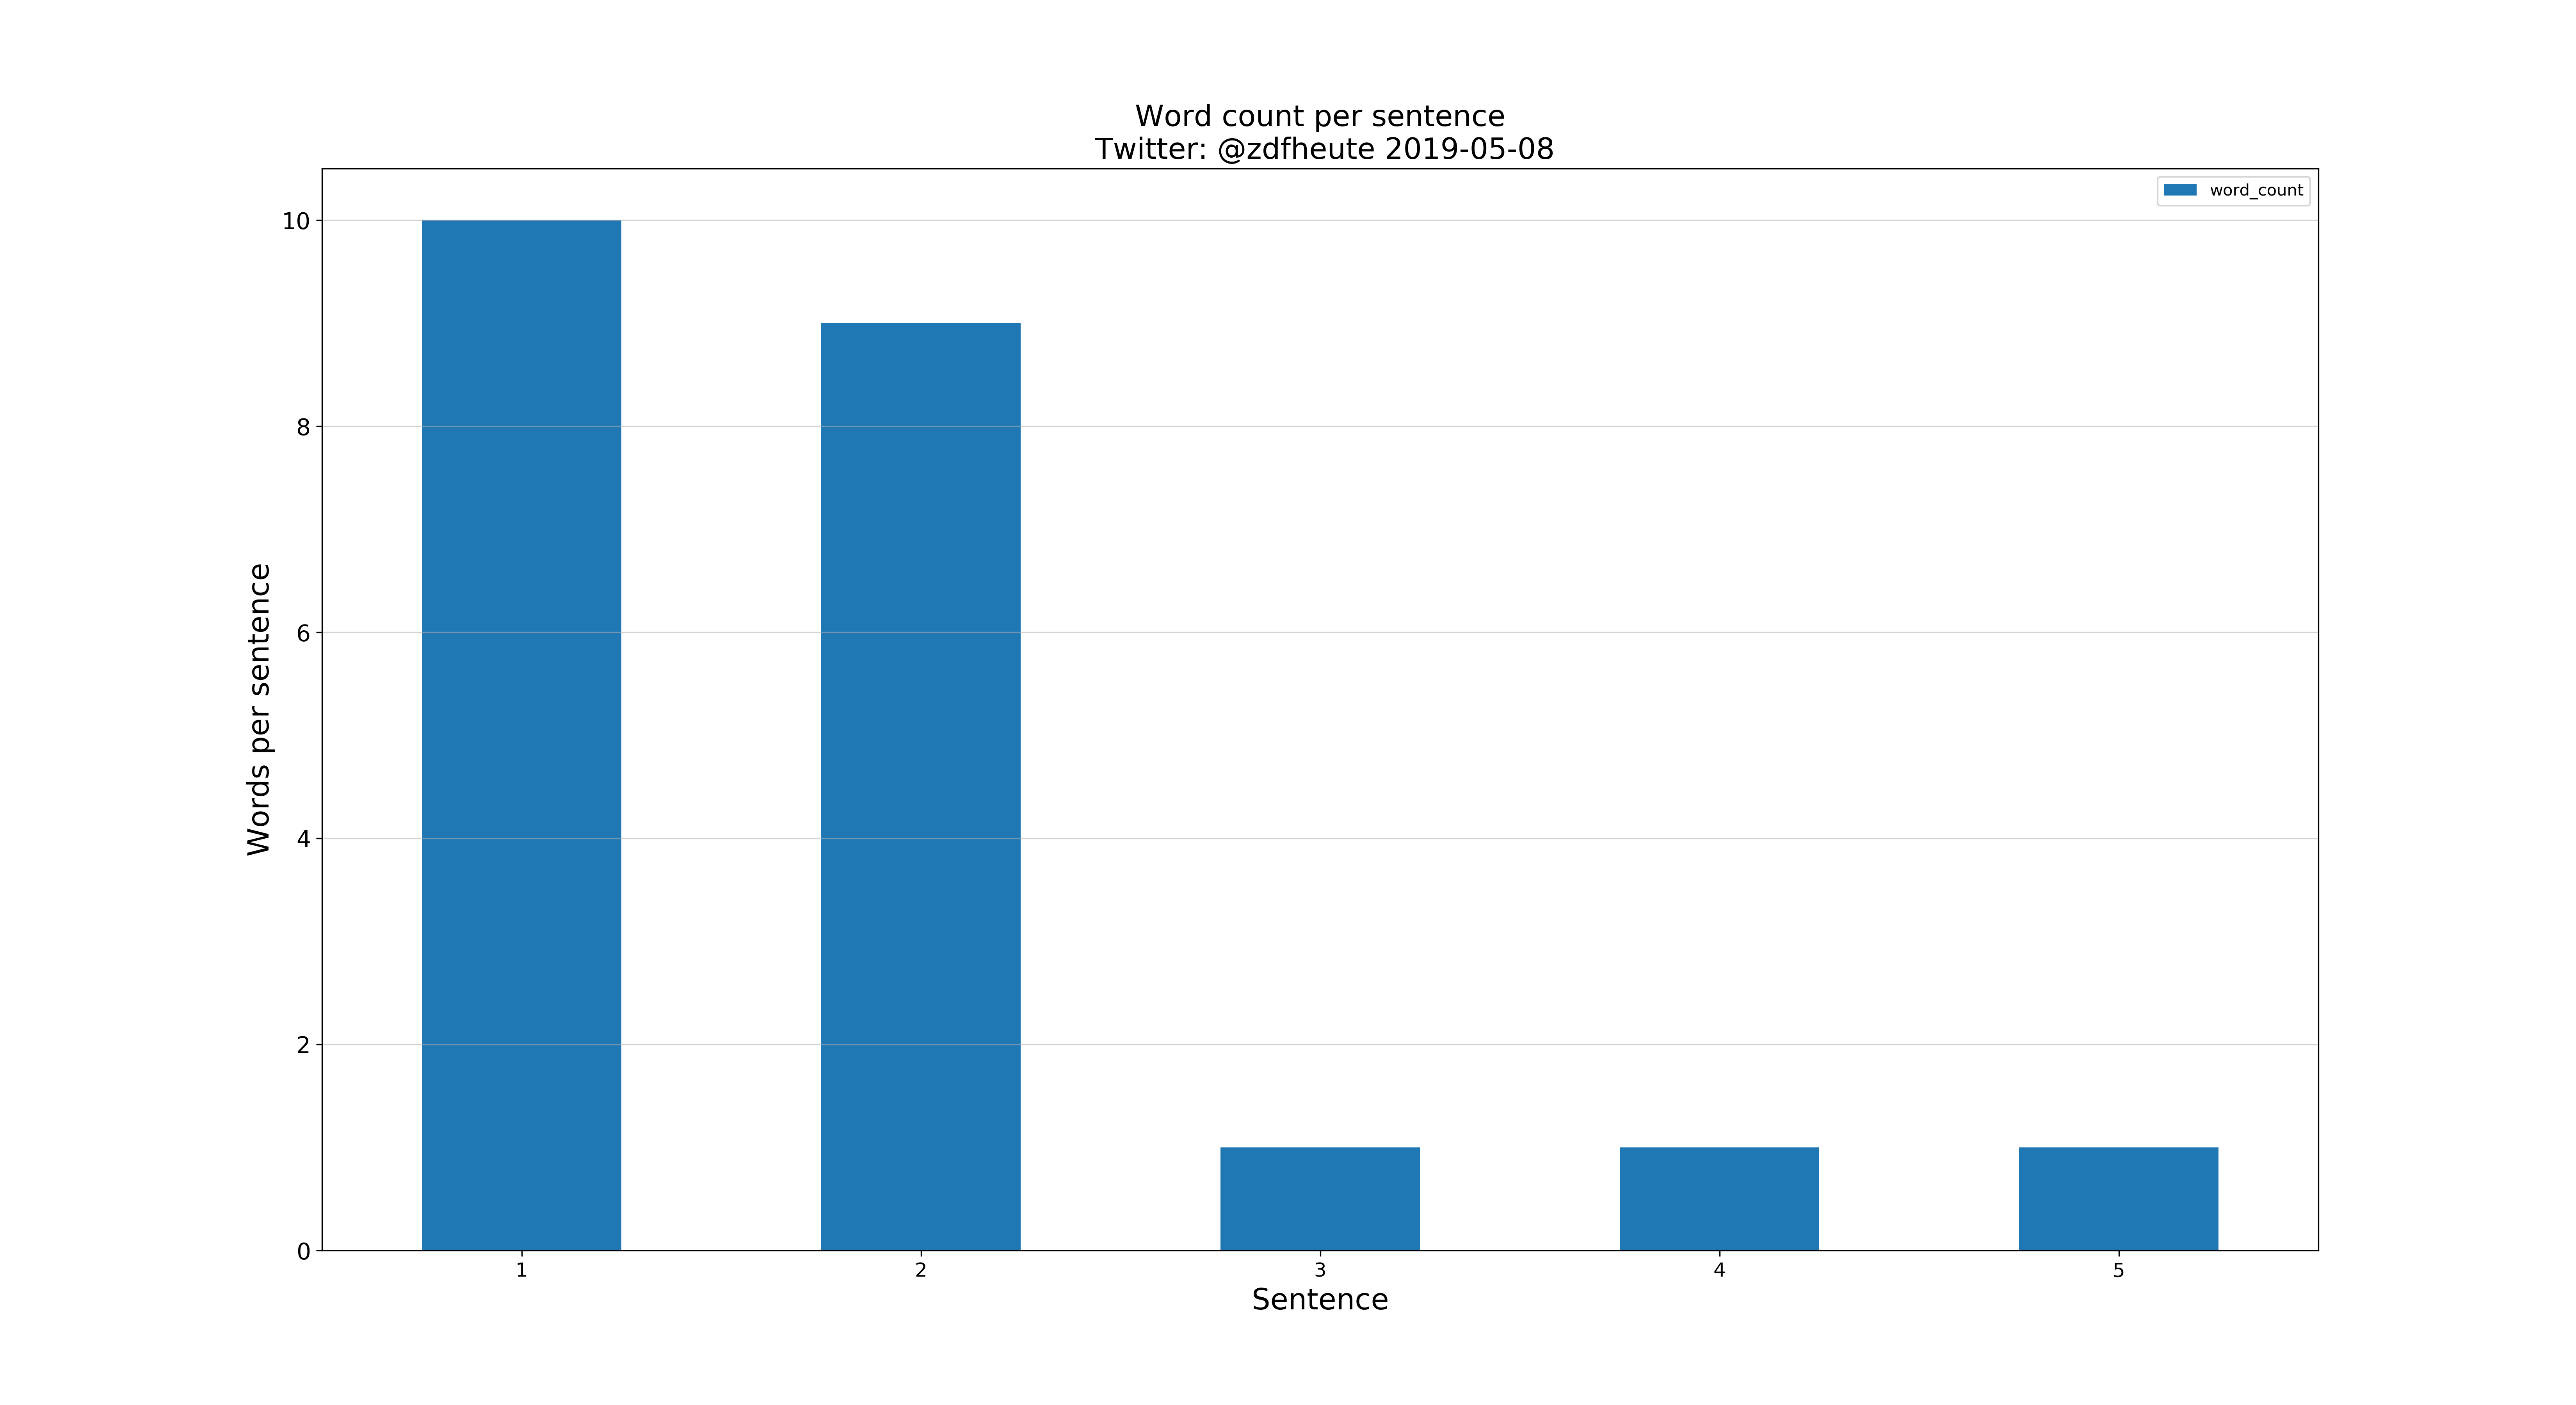 Word count per sentence
Twitter: @zdfheute 2019-05-08
word_count
10
8
6
4
2
0
Words per sentence
1 2 3 4 5
Sentence